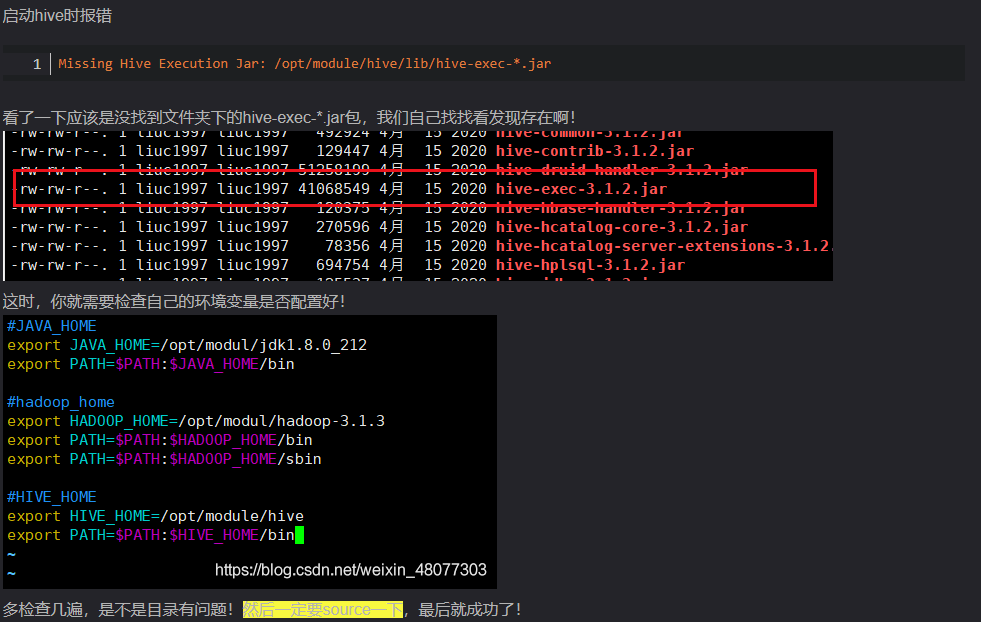 启动hive时报错
1 Missing Hive Execution Jar: /opt/module/hive/lib/hive-exec-*.jar
看了一下应该是没找到文件夹下的hive-exec-*.jar包，我们自己找找看发现存在啊！
-rw-rw-r--. 1 liuc1997 liuc1997 492924 4月 15 2020 hive-common-3.1.2.jar
-rw-rw-r--. 1 liuc1997 liuc1997 129447 4月 15 2020 hive-contrib-3.1.2.jar
-rw-rw-r--. 1 liuc1997 liuc1997 51258199 4月 15 2020 hive-druid-handler-3.1.2.jar
-rw-rw-r--. 1 liuc1997 liuc1997 41068549 4月 15 2020 hive-exec-3.1.2.jar
-rw-rw-r--. 1 liuc1997 liuc1997 120375 4月 15 2020 hive-hbase-handler-3.1.2.jar
-rw-rw-r--. 1 liuc1997 liuc1997 270596 4月 15 2020 hive-hcatalog-core-3.1.2.jar
-rw-rw-r--. 1 liuc1997 liuc1997 78356 4月 15 2020 hive-hcatalog-server-extensions-3.1.2.
-rw-rw-r--. 1 liuc1997 liuc1997 694754 4月 15 2020 hive-hplsql-3.1.2.jar
这时，你就需要检查自己的环境变量是否配置好！
#JAVA_HOME
export JAVA_HOME=/opt/modul/jdk1.8.0_212
export PATH=$PATH:$JAVA_HOME/bin
#hadoop_home
export HADOOP_HOME=/opt/modul/hadoop-3.1.3
export PATH=$PATH:$HADOOP_HOME/bin
export PATH=$PATH:$HADOOP_HOME/sbin
#HIVE_HOME
export HIVE_HOME=/opt/module/hive
export PATH=$PATH:$HIVE_HOME/bin
~
~
https://blog.csdn.net/weixin_48077303
多检查几遍，是不是目录有问题！然后一定要source一下，最后就成功了！